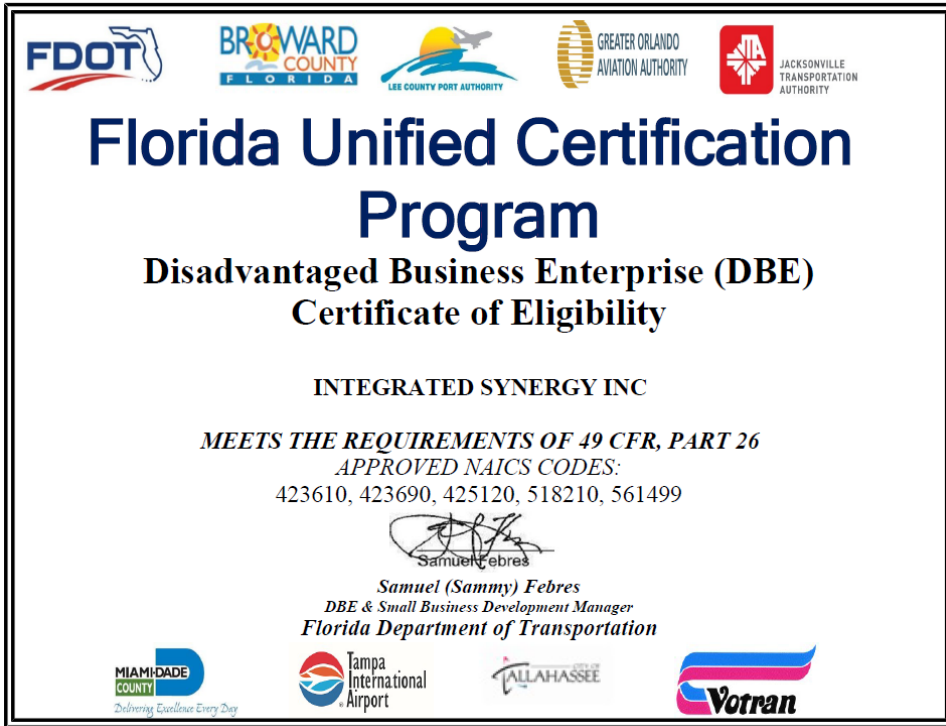 FDOT
BROWARD
COUNTY
FLORIDA
LEE COUNTY PORT AUTHORITY
GREATER ORLANDO
AVIATION AUTHORITY
JTA
JACKSONVILLE
TRANSPORTATION
AUTHORITY
Florida Unified Certification
Program
Disadvantaged Business Enterprise (DBE)
Certificate of Eligibility
INTEGRATED SYNERGY INC
MEETS THE REQUIREMENTS OF 49 CFR, PART 26
APPROVED NAICS CODES:
423610, 423690, 425120, 518210, 561499
Samuel Febres
Samuel (Sammy) Febres
DBE & Small Business Development Manager
Florida Department of Transportation
MIAMI-DADE
COUNTY
Delivering Excellence Every Day
Tampa
International
Airport
CITY OF
TALLAHASSEE
Votran